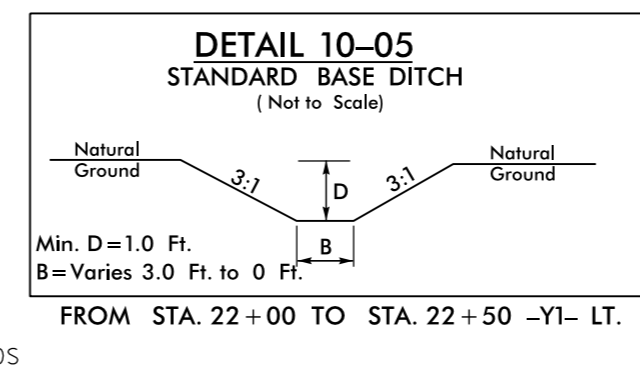 DETAIL 10–05
STANDARD BASE DITCH
( Not to Scale)
Natural
Ground
3:1
D
3:1
Natural
Ground
B
Min. D=1.0 Ft.
B=Varies 3.0 Ft. to 0 Ft.
FROM STA. 22+00 TO STA. 22+50 –Y1– LT.